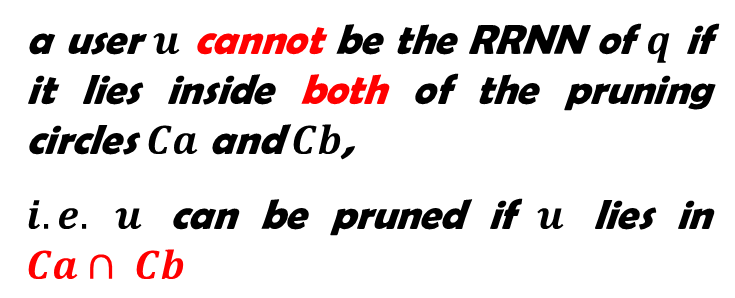 a user u cannot be the RRNN of q if
it lies inside both of the pruning
circles Ca and Cb,
i.e. u can be pruned if u lies in
Ca ∩ Cb